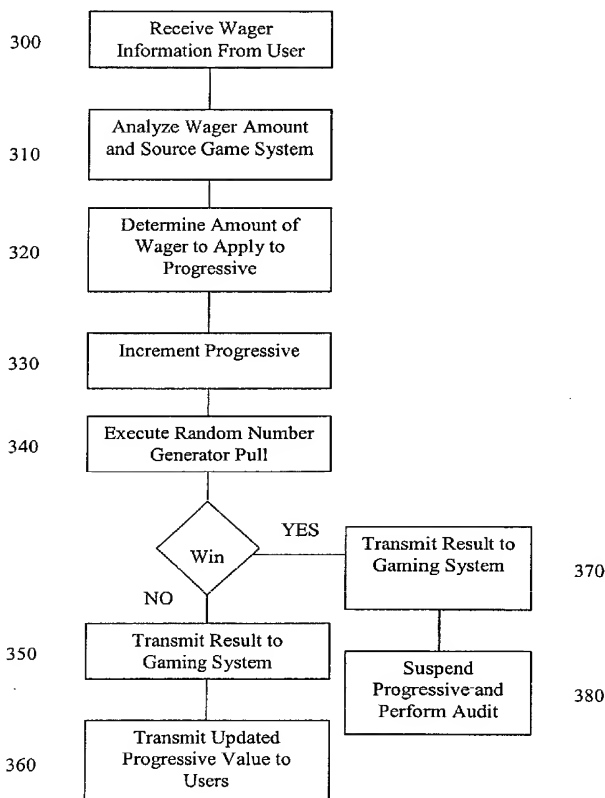 300
Receive Wager
Information From User
310
Analyze Wager Amount
and Source Game System
320
Determine Amount of
Wager to Apply to
Progressive
330
Increment Progressive
340
Execute Random Number
Generator Pull
Win
YES
NO
Transmit Result to
Gaming System
370
350
Transmit Result to
Gaming System
Suspend
Progressive and
Perform Audit
380
360
Transmit Updated
Progressive Value to
Users